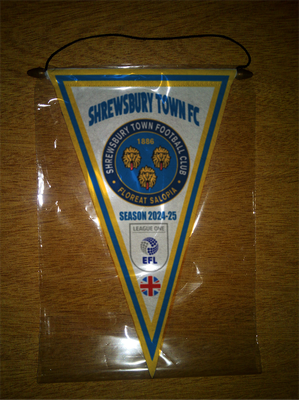 SHREWSBURY TOWN FC
SHREWSBURY TOWN FOOTBALL CLUB
1886
FLOREAT SALOPIA
SEASON 2024-25
LEAGUE ONE
EFL